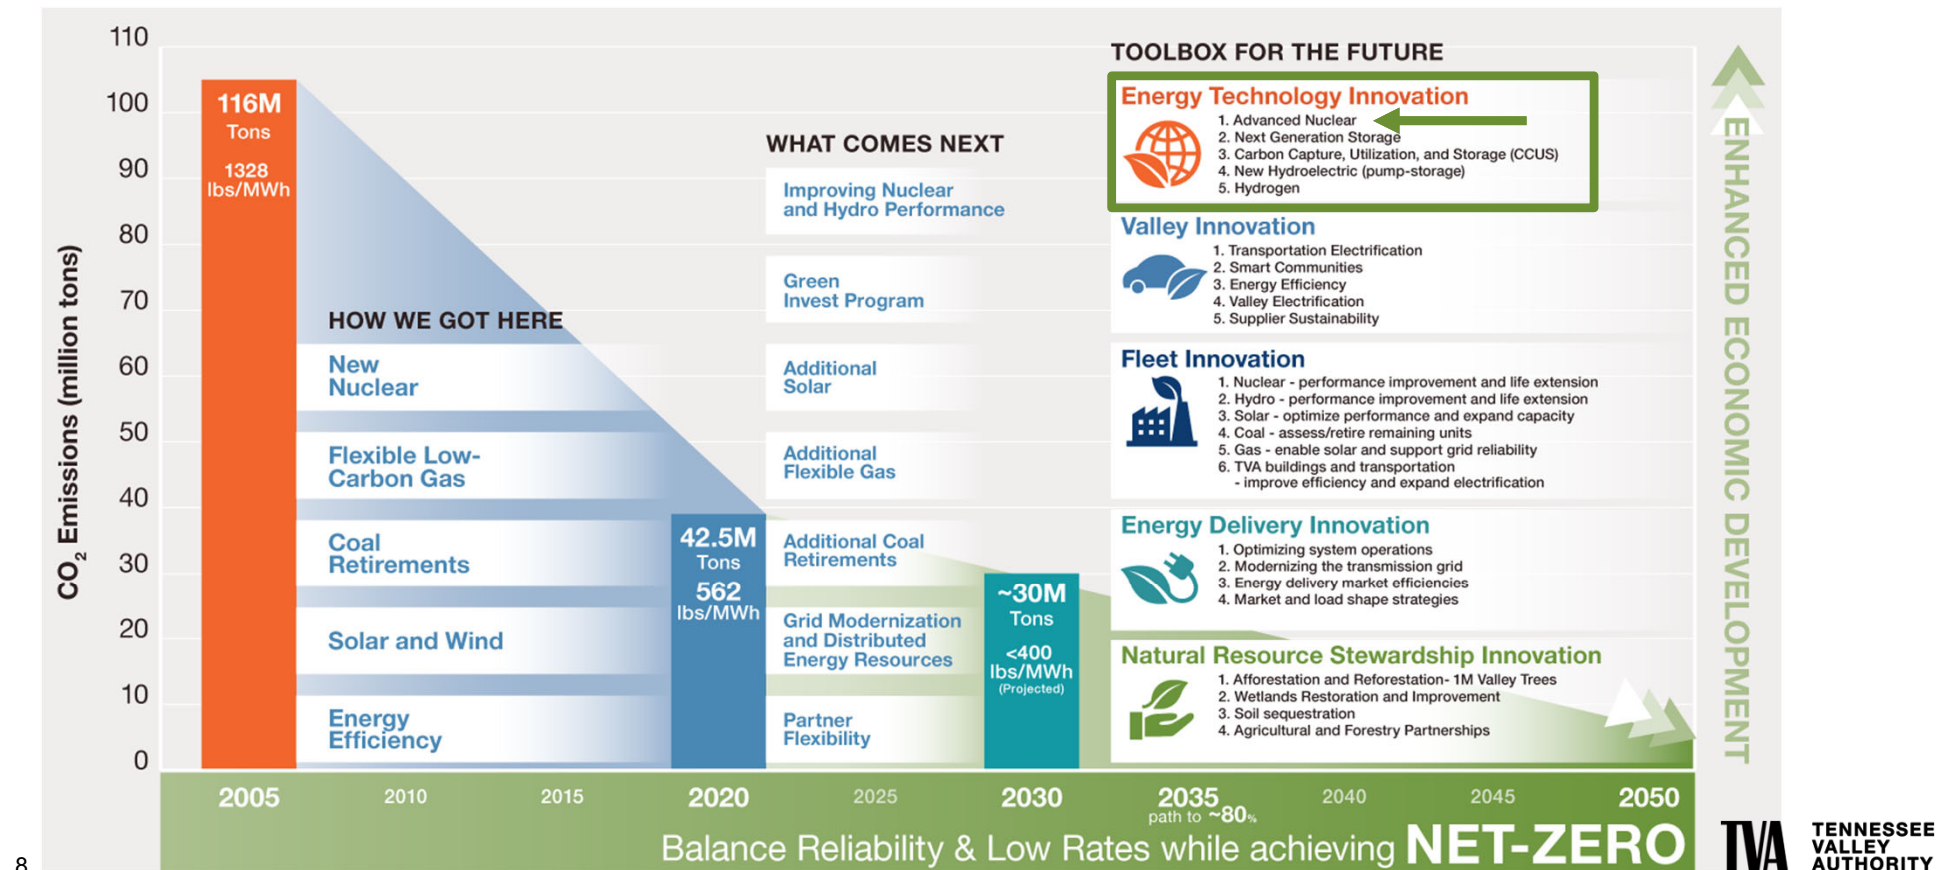 110
100
90
80
70
60
50
40
30
20
10
0
CO2 Emissions (million tons)
116M
Tons
1328
lbs/MWh
HOW WE GOT HERE
New
Nuclear
Flexible Low-
Carbon Gas
Coal
Retirements
Solar and Wind
Energy
Efficiency
42.5M
Tons
562
lbs/MWh
WHAT COMES NEXT
Improving Nuclear
and Hydro Performance
Green
Invest Program
Additional
Solar
Additional
Flexible Gas
Additional Coal
Retirements
Grid Modernization
and Distributed
Energy Resources
Partner
Flexibility
~30M
Tons
<400
lbs/MWh
(Projected)
TOOLBOX FOR THE FUTURE
Energy Technology Innovation
1. Advanced Nuclear
2. Next Generation Storage
3. Carbon Capture, Utilization, and Storage (CCUS)
4. New Hydroelectric (pump-storage)
5. Hydrogen
Valley Innovation
1. Transportation Electrification
2. Smart Communities
3. Energy Efficiency
4. Valley Electrification
5. Supplier Sustainability
Fleet Innovation
1. Nuclear - performance improvement and life extension
2. Hydro - performance improvement and life extension
3. Solar - optimize performance and expand capacity
4. Coal - assess/retire remaining units
5. Gas - enable solar and support grid reliability
6. TVA buildings and transportation
- improve efficiency and expand electrification
Energy Delivery Innovation
1. Optimizing system operations
2. Modernizing the transmission grid
3. Energy delivery market efficiencies
4. Market and load shape strategies
Natural Resource Stewardship Innovation
1. Afforestation and Reforestation- 1M Valley Trees
2. Wetlands Restoration and Improvement
3. Soil sequestration
4. Agricultural and Forestry Partnerships
ENHANCED ECONOMIC DEVELOPMENT
2005 2010 2015 2020 2025 2030 2035 2040 2045 2050
path to ~80%
Balance Reliability & Low Rates while achieving NET-ZERO
8
TVA
TENNESSEE
VALLEY
AUTHORITY